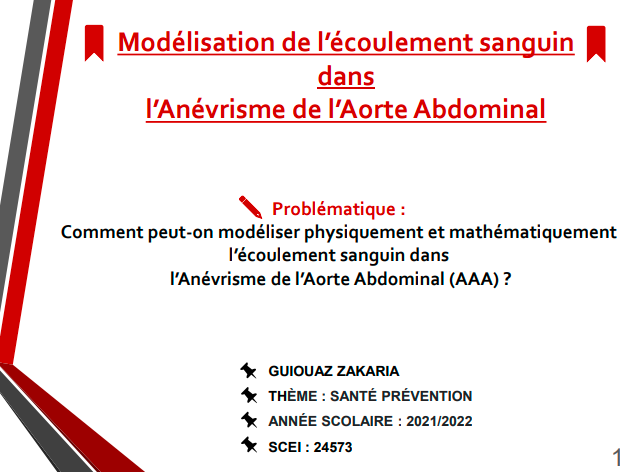 Modélisation de l’écoulement sanguin
dans
l’Anévrisme de l’Aorte Abdominal
Problématique :
Comment peut-on modéliser physiquement et mathématiquement
l’écoulement sanguin dans
l’Anévrisme de l’Aorte Abdominal (AAA) ?
GUIOUAZ ZAKARIA
THÈME : SANTÉ PRÉVENTION
ANNÉE SCOLAIRE : 2021/2022
SCEI : 24573
1